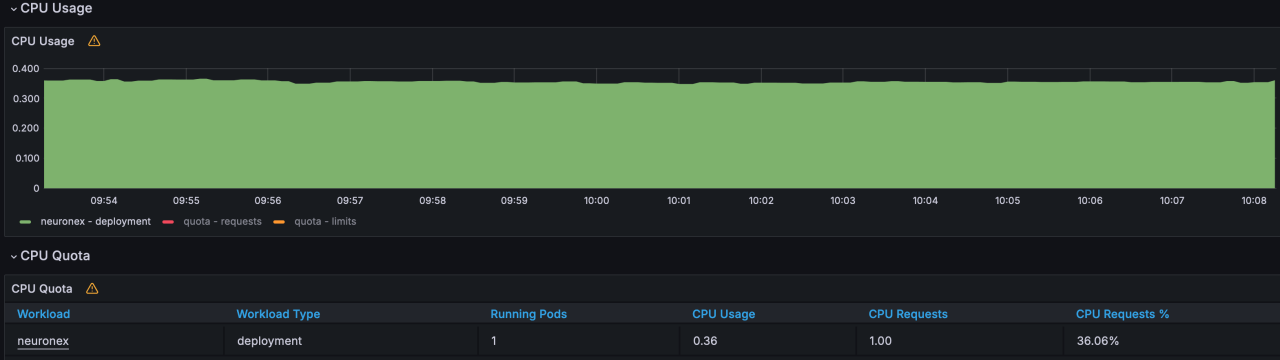 CPU Usage
CPU Usage
0.400
0.300
0.200
0.100
0
09:54 09:55 09:56 09:57 09:58 09:59 10:00 10:01 10:02 10:03 10:04 10:05 10:06 10:07 10:08
neuronex - deployment quota - requests quota - limits
CPU Quota
CPU Quota
Workload Workload Type Running Pods CPU Usage CPU Requests CPU Requests %
neuronex deployment 1 0.36 1.00 36.06%